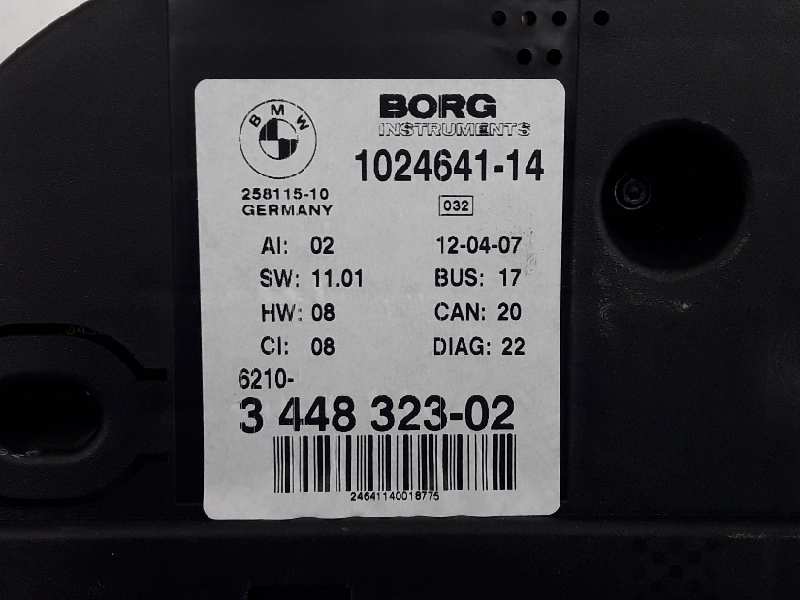 BMW
BORG
INSTRUMENTS
1024641-14
258115-10
GERMANY
032
AI: 02
12-04-07
SW: 11.01
BUS: 17
HW: 08
CAN: 20
CI: 08
DIAG: 22
6210-
3 448 323-02
24641140018775